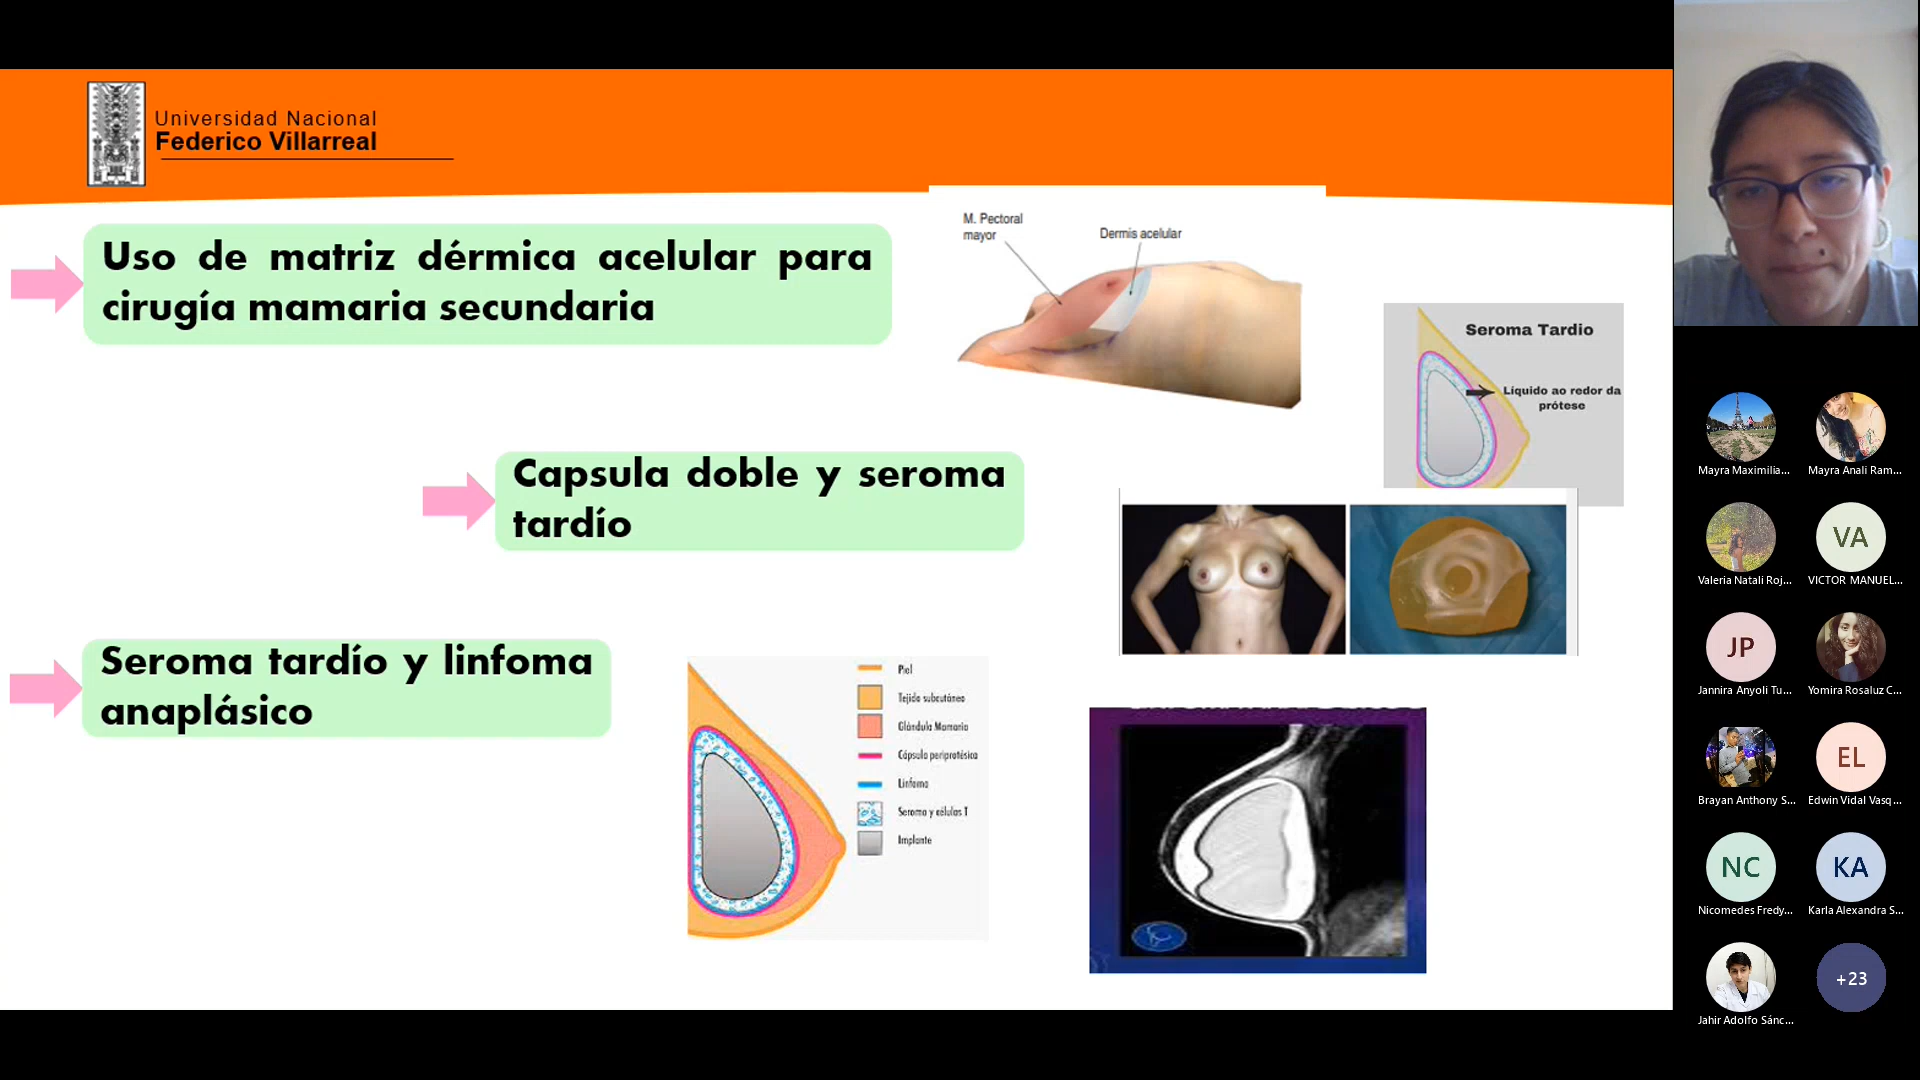 Universidad Nacional
Federico Villarreal
Uso de matriz dérmica acelular para
cirugía mamaria secundaria
M. Pectoral
mayor
Dermis acelular
Seroma Tardio
Líquido ao redor da
prótese
Capsula doble y seroma
tardío
Seroma tardío y linfoma
anaplásico
Piel
Tejido subcutáneo
Glándula Mamaria
Cápsula periprotésica
Linfoma
Seroma y células T
Implante
Mayra Maximilia...
Mayra Anali Ram...
Valeria Natali Roj...
VA
VICTOR MANUEL...
JP
Jannira Anyoli Tu...
Yomira Rosaluz C...
Brayan Anthony S...
EL
Edwin Vidal Vasq...
NC
Nicomedes Fredy...
KA
Karla Alexandra S...
Jahir Adolfo Sánc...
+23